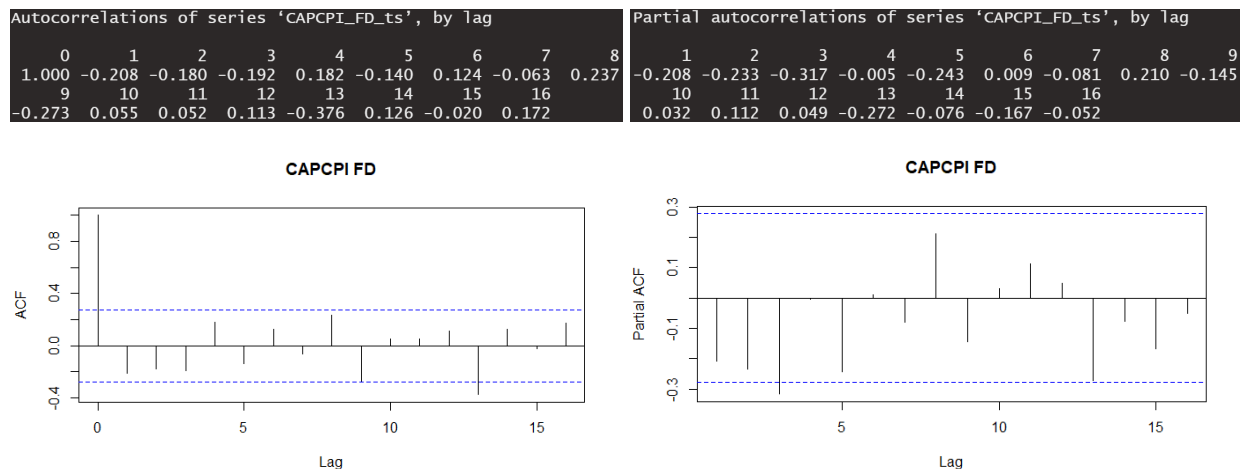 Autocorrelations of series ‘CAPCPI_FD_ts’, by lag
0 1 2 3 4 5 6 7 8
1.000 -0.208 -0.180 -0.192 0.182 -0.140 0.124 -0.063 0.237
9 10 11 12 13 14 15 16
-0.273 0.055 0.052 0.113 -0.376 0.126 -0.020 0.172
Partial autocorrelations of series ‘CAPCPI_FD_ts’, by lag
1 2 3 4 5 6 7 8 9
-0.208 -0.233 -0.317 -0.005 -0.243 0.009 -0.081 0.210 -0.145
10 11 12 13 14 15 16
0.032 0.112 0.049 -0.272 -0.076 -0.167 -0.052
CAPCPI FD
ACF
0.8
0.4
0.0
-0.4
0 5 10 15
Lag
CAPCPI FD
Partial ACF
0.3
0.1
-0.1
-0.3
5 10 15
Lag